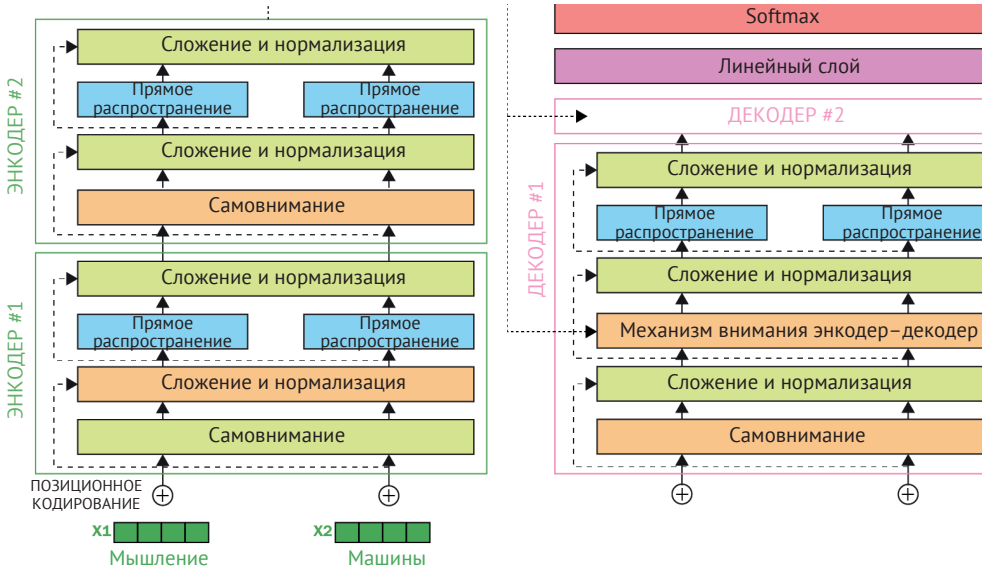 ЭНКОДЕР #2
Сложение и нормализация
Прямое
распространение
Прямое
распространение
Сложение и нормализация
Самовнимание
ЭНКОДЕР #1
Сложение и нормализация
Прямое
распространение
Прямое
распространение
Сложение и нормализация
Самовнимание
ПОЗИЦИОННОЕ
КОДИРОВАНИЕ
X1
X2
Мышление
Машины
Softmax
Линейный слой
ДЕКОДЕР #2
ДЕКОДЕР #1
Сложение и нормализация
Прямое
распространение
Прямое
распространение
Сложение и нормализация
Механизм внимания энкодер–декодер
Сложение и нормализация
Самовнимание